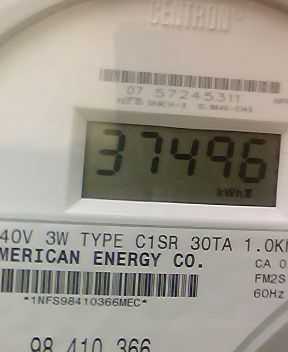 CENTRON®
07 57245311
37496
kWh
40V 3W TYPE C1SR 30TA 1.0K
MERICAN ENERGY CO.
CA 0
FM2S
60Hz
*1NFS98410366MEC*
98 410 366